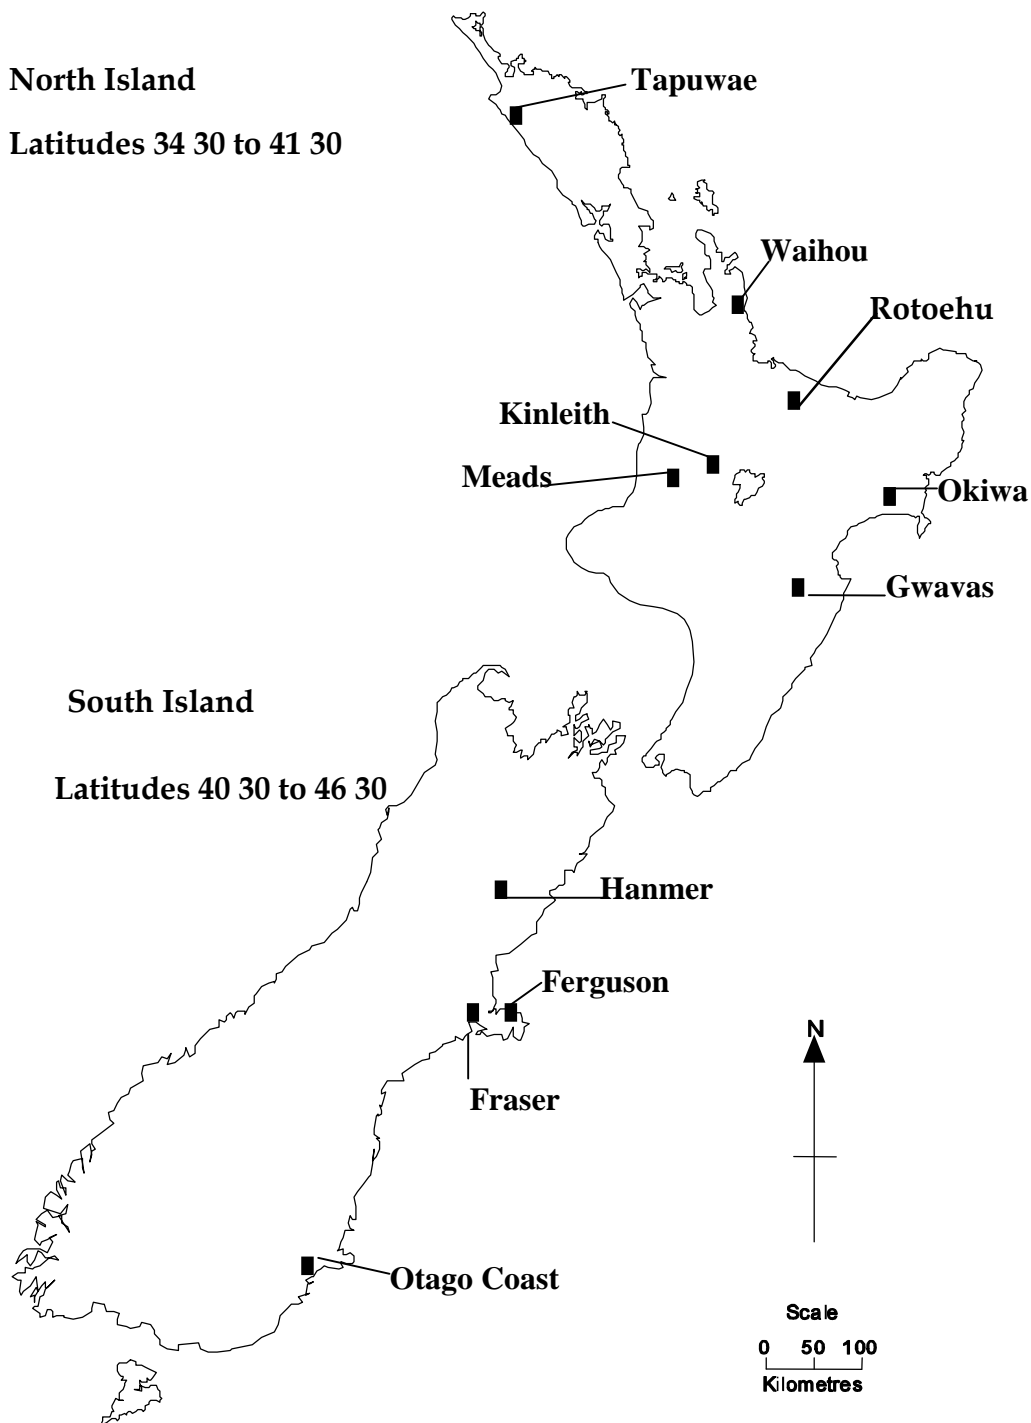 North Island
Latitudes 34 30 to 41 30
Tapuwae
Waihou
Rotoehu
Kinleith
Meads
Okiwa
Gwavas
South Island
Latitudes 40 30 to 46 30
Hanmer
Ferguson
Fraser
Otago Coast
N
Scale
0 50 100
Kilometres